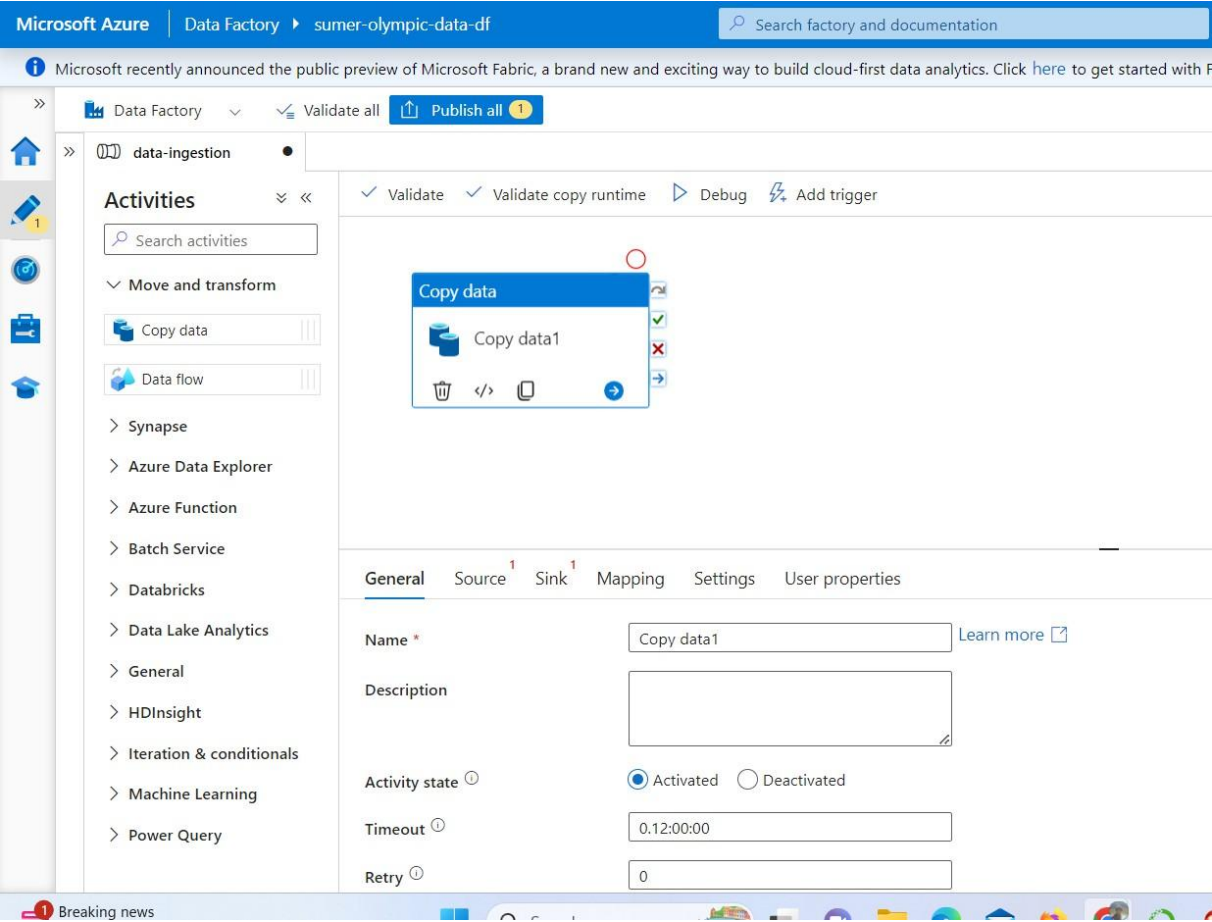 Microsoft Azure Data Factory sumer-olympic-data-df Search factory and documentation
Microsoft recently announced the public preview of Microsoft Fabric, a brand new and exciting way to build cloud-first data analytics. Click here to get started with F
Data Factory Validate all Publish all 1
data-ingestion
Activities
Search activities
Move and transform
Copy data
Data flow
Synapse
Azure Data Explorer
Azure Function
Batch Service
Databricks
Data Lake Analytics
General
HDInsight
Iteration & conditionals
Machine Learning
Power Query
1
Validate Validate copy runtime Debug Add trigger
Copy data
Copy data1
General Source 1 Sink 1 Mapping Settings User properties
Name * Copy data1 Learn more
Description
Activity state Activated Deactivated
Timeout 0.12:00:00
Retry 0
1 Breaking news